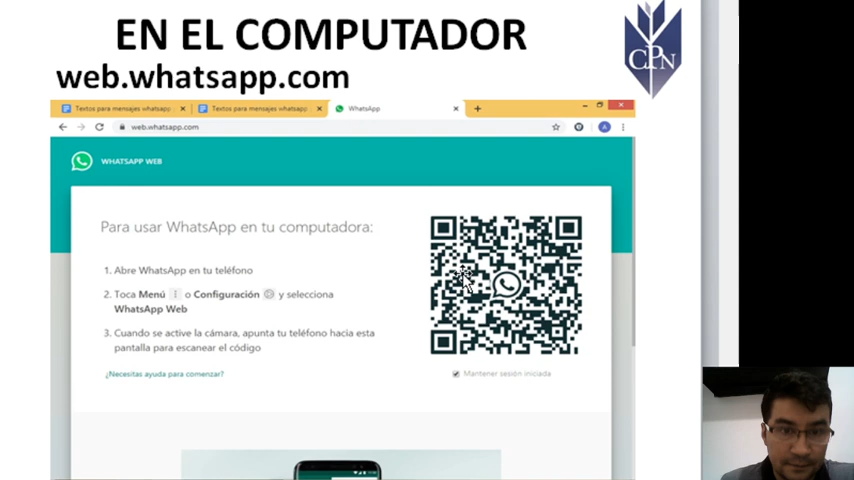 EN EL COMPUTADOR
web.whatsapp.com
CPN
Textos para mensajes whatsapp
Textos para mensajes whatsapp
WhatsApp
web.whatsapp.com
A
WHATSAPP WEB
Para usar WhatsApp en tu computadora:
1. Abre WhatsApp en tu teléfono
2. Toca Menú o Configuración y selecciona
WhatsApp Web
3. Cuando se active la cámara, apunta tu teléfono hacia esta
pantalla para escanear el código
¿Necesitas ayuda para comenzar?
Mantener sesión iniciada